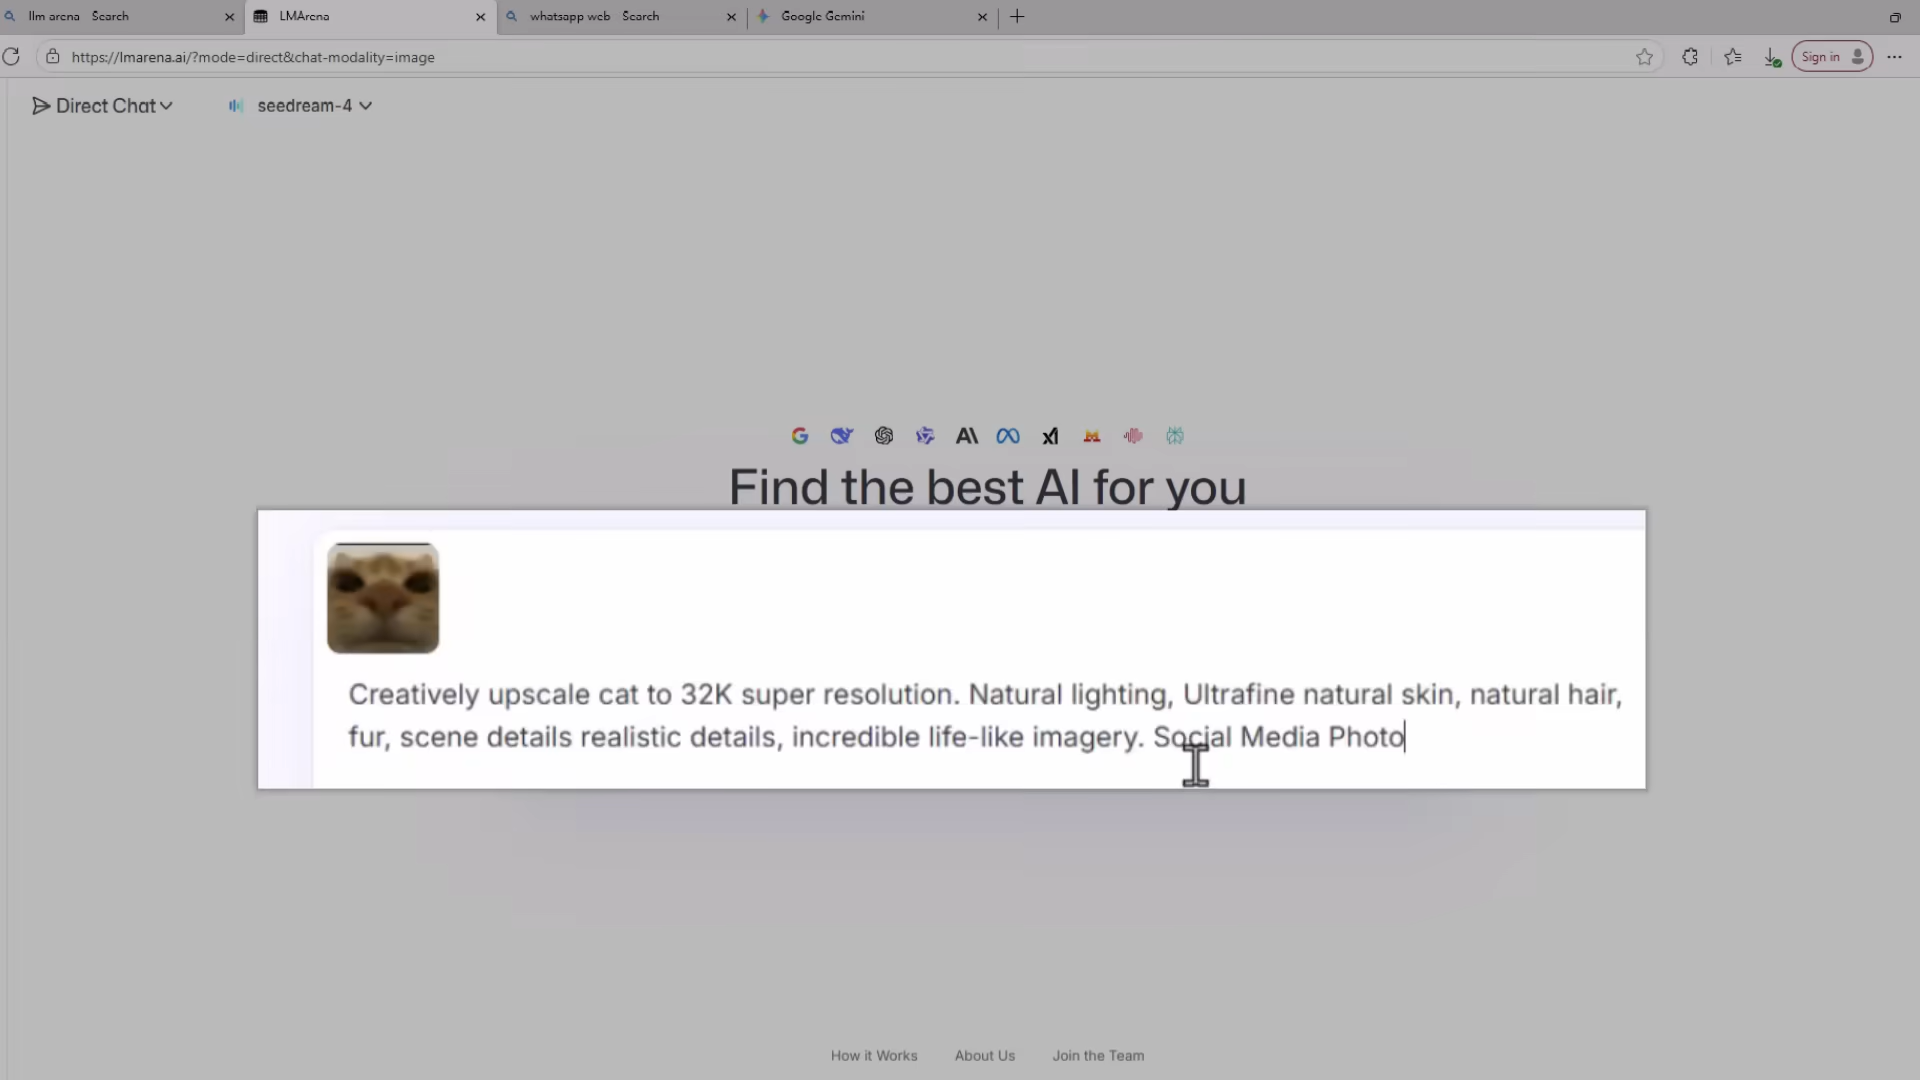 llm arena Search
LMArena
whatsapp web Search
Google Gemini
https://lmarena.ai/?mode=direct&chat-modality=image
Sign in
Direct Chat
seedream-4
Find the best AI for you
Creatively upscale cat to 32K super resolution. Natural lighting, Ultrafine natural skin, natural hair,
fur, scene details realistic details, incredible life-like imagery. Social Media Photo
How it Works
About Us
Join the Team